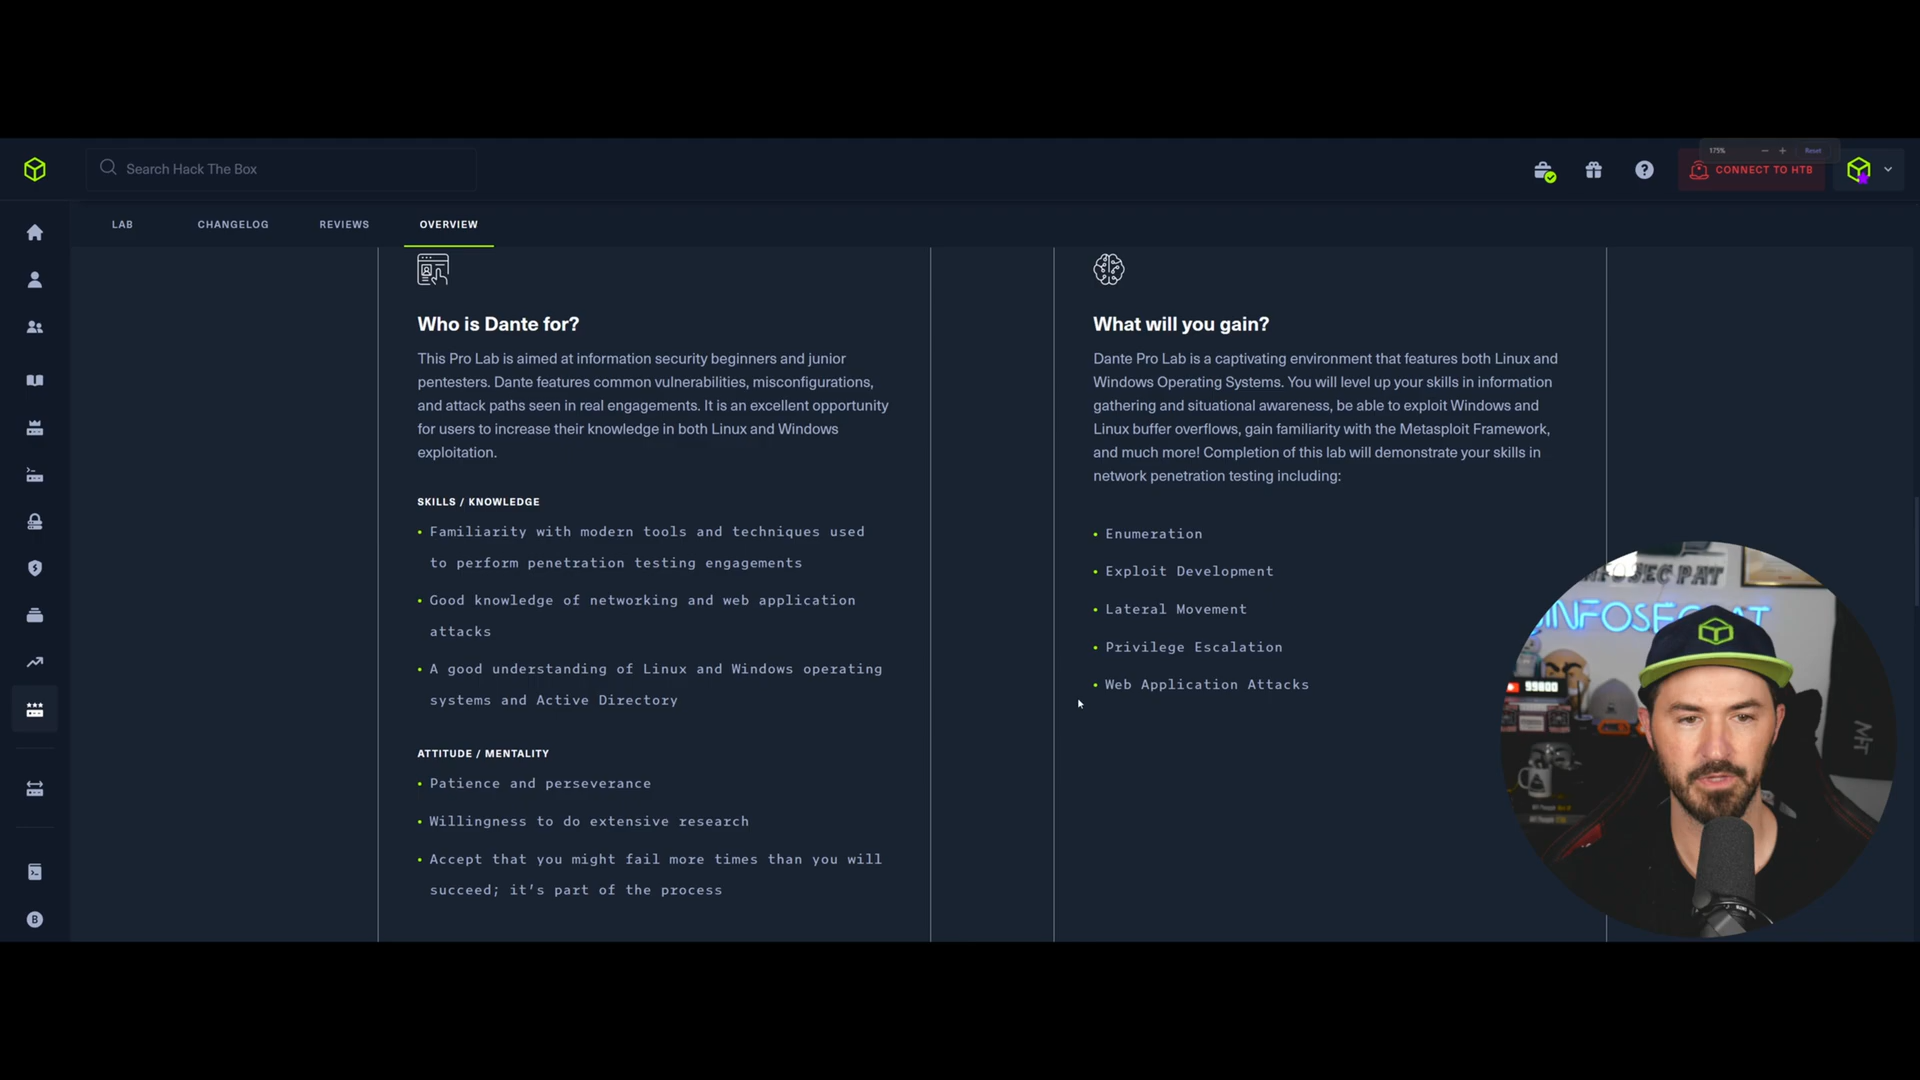 Search Hack The Box
175%
Reset
CONNECT TO HTB
LAB
CHANGELOG
REVIEWS
OVERVIEW
Who is Dante for?
This Pro Lab is aimed at information security beginners and junior
pentesters. Dante features common vulnerabilities, misconfigurations,
and attack paths seen in real engagements. It is an excellent opportunity
for users to increase their knowledge in both Linux and Windows
exploitation.
SKILLS / KNOWLEDGE
• Familiarity with modern tools and techniques used
to perform penetration testing engagements
• Good knowledge of networking and web application
attacks
• A good understanding of Linux and Windows operating
systems and Active Directory
ATTITUDE / MENTALITY
• Patience and perseverance
• Willingness to do extensive research
• Accept that you might fail more times than you will
succeed; it's part of the process
What will you gain?
Dante Pro Lab is a captivating environment that features both Linux and
Windows Operating Systems. You will level up your skills in information
gathering and situational awareness, be able to exploit Windows and
Linux buffer overflows, gain familiarity with the Metasploit Framework,
and much more! Completion of this lab will demonstrate your skills in
network penetration testing including:
• Enumeration
• Exploit Development
• Lateral Movement
• Privilege Escalation
• Web Application Attacks
SEC PAT
INFOSEC
99800
B